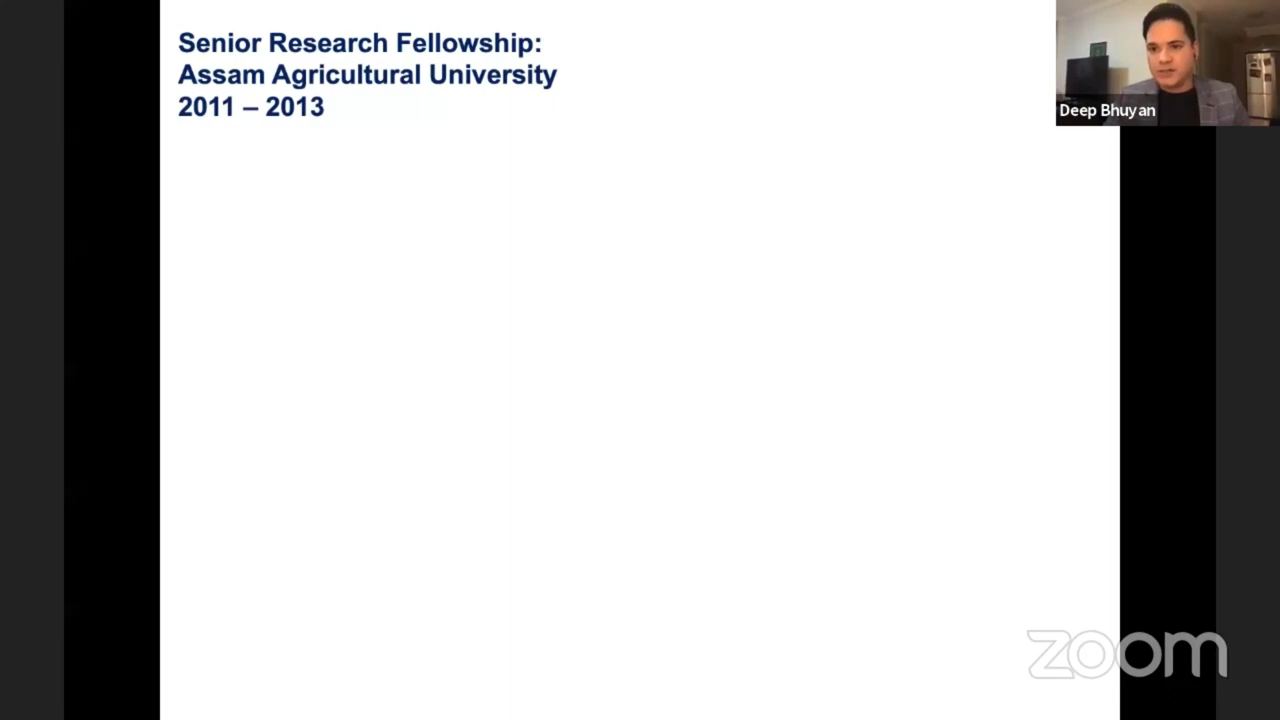 Senior Research Fellowship:
Assam Agricultural University
2011 – 2013
Deep Bhuyan
zoom